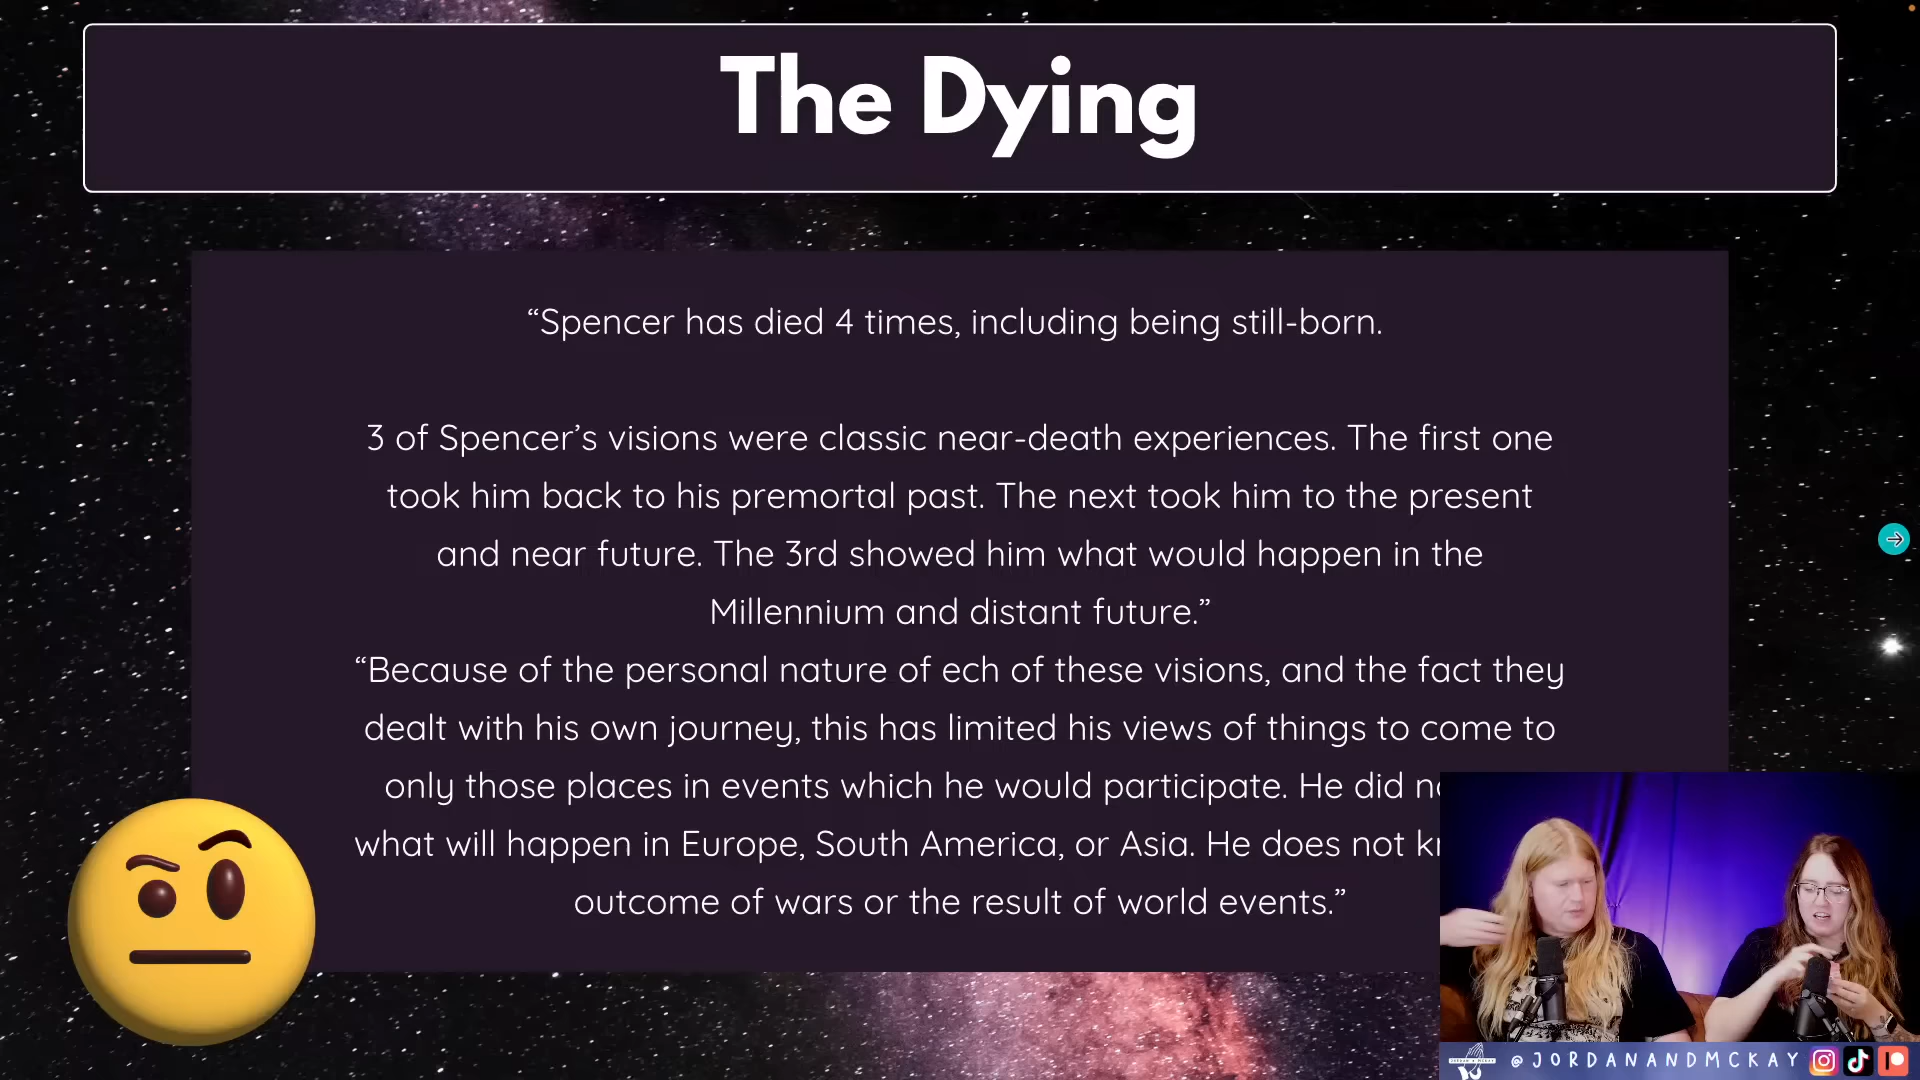 The Dying
“Spencer has died 4 times, including being still-born.
3 of Spencer’s visions were classic near-death experiences. The first one
took him back to his premortal past. The next took him to the present
and near future. The 3rd showed him what would happen in the
Millennium and distant future.”
“Because of the personal nature of ech of these visions, and the fact they
dealt with his own journey, this has limited his views of things to come to
only those places in events which he would participate. He did
what will happen in Europe, South America, or Asia. He does not
outcome of wars or the result of world events.”
@JORDANANDMCKAY